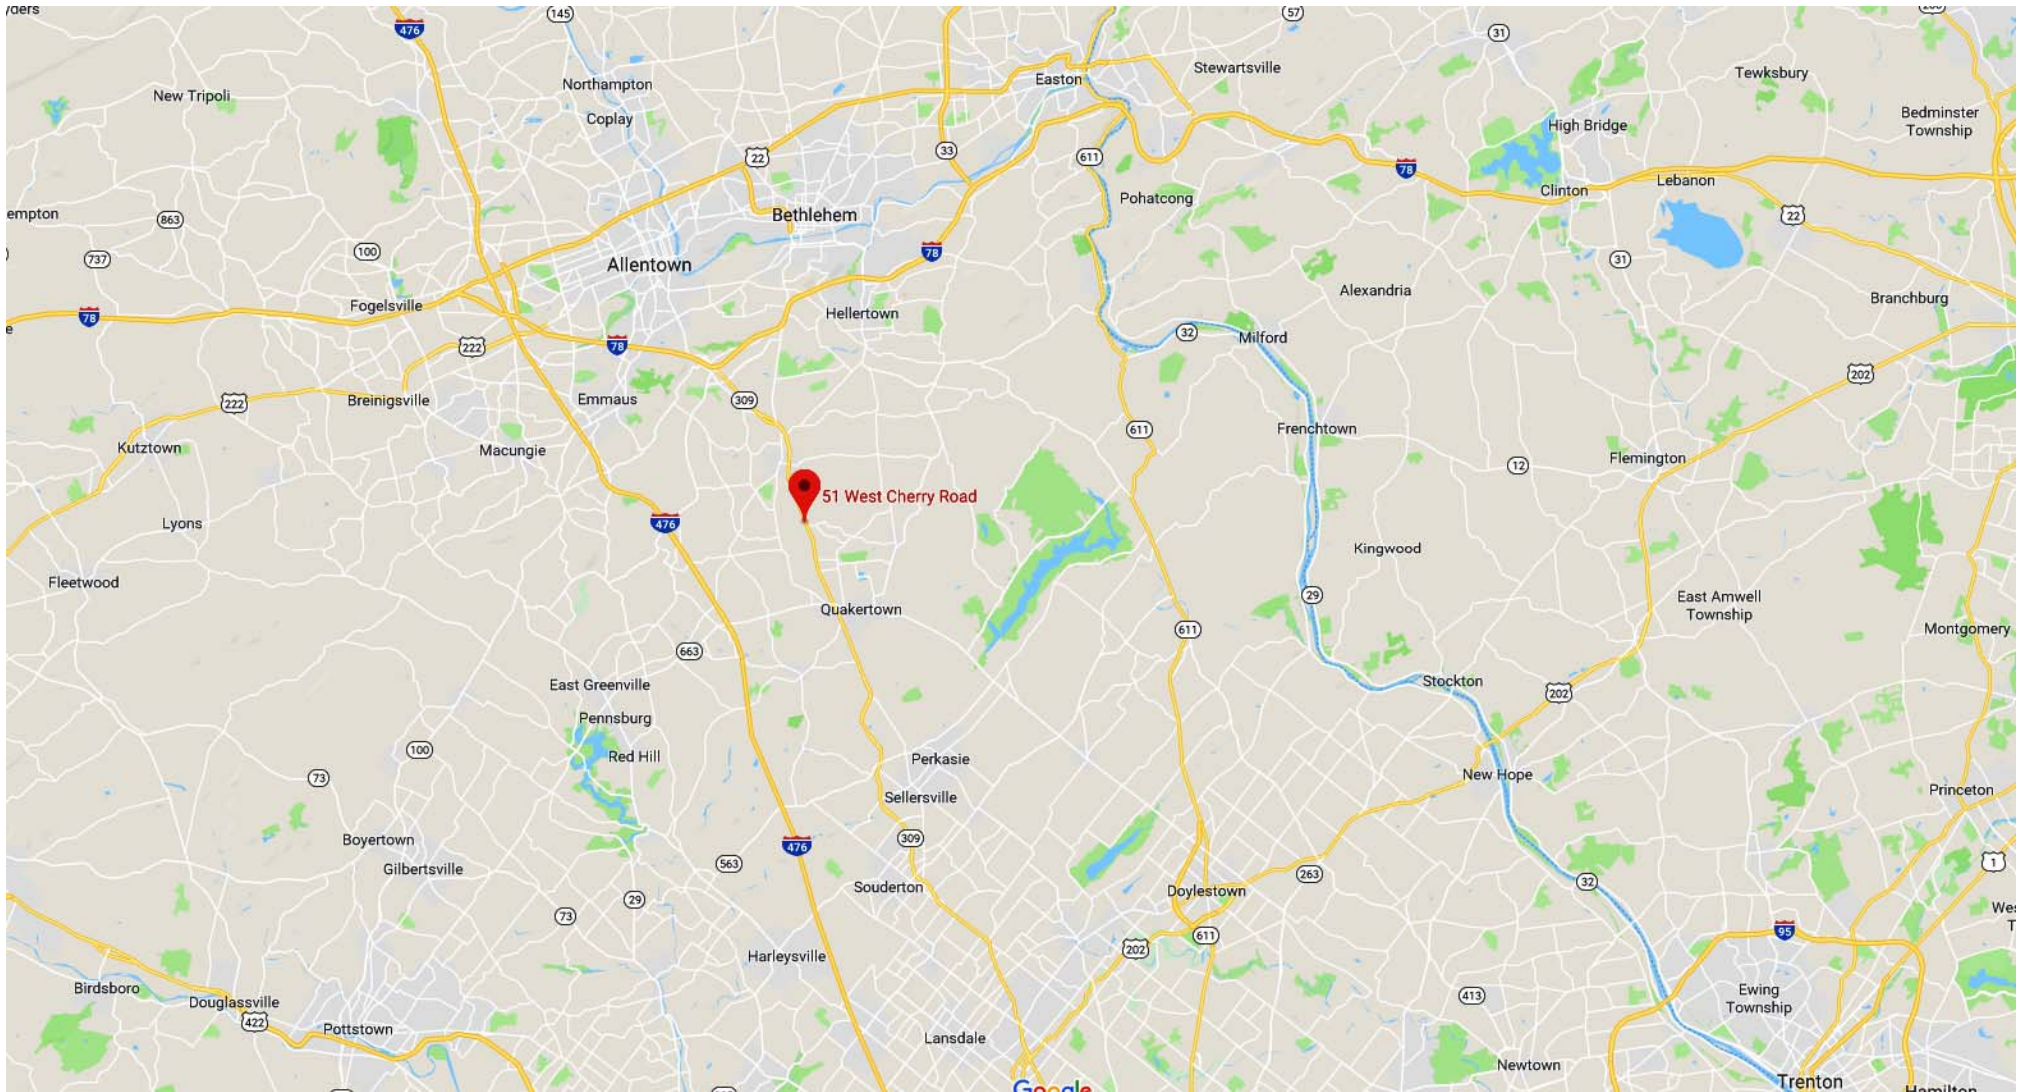 yders
476
145
57
31
Stewartsville
Tewksbury
Easton
New Tripoli
Northampton
Coplay
High Bridge
Bedminster
Township
22
33
611
78
Clinton
Lebanon
Pohatcong
empton
863
Bethlehem
22
737
100
Allentown
78
31
Alexandria
Branchburg
Fogelsville
78
Hellertown
32
Milford
222
78
202
222
Breinigsville
Emmaus
309
611
Frenchtown
Kutztown
Macungie
12
Flemington
51 West Cherry Road
Lyons
476
Kingwood
Fleetwood
Quakertown
29
East Amwell
Township
611
Montgomery
663
East Greenville
Stockton
202
Pennsburg
100
Red Hill
Perkasie
73
New Hope
Sellersville
Princeton
Boyertown
309
476
Gilbertsville
563
1
Souderton
Doylestown
263
32
73
29
We
T
611
95
202
Harleysville
Birdsboro
Douglassville
413
Ewing
Township
422
Pottstown
Lansdale
Newtown
Trenton
Hamilton
Google